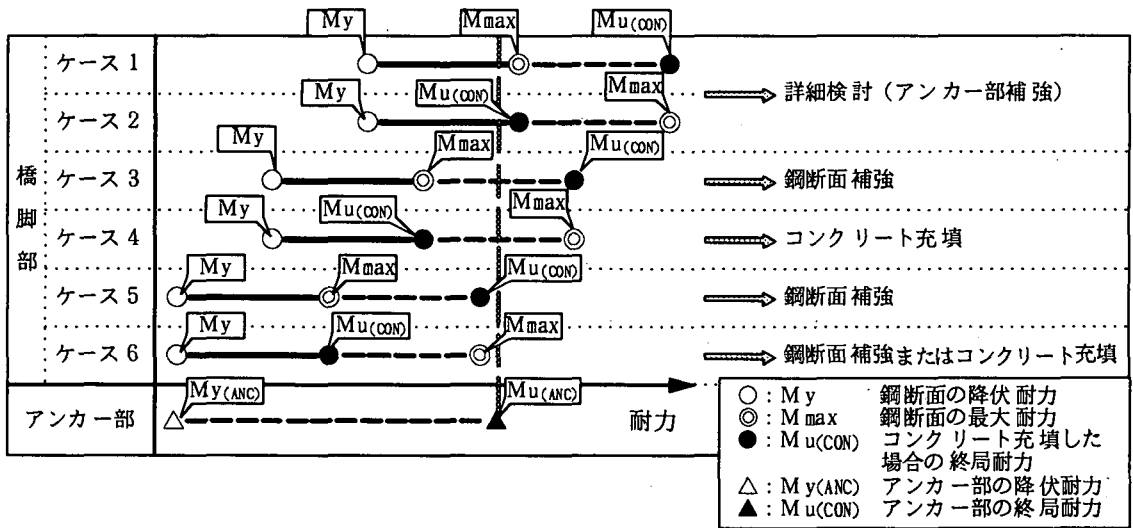 My Mmax Mu(CON)
ケース 1
My Mu(CON) Mmax
詳細検討（アンカー部補強）
ケース 2
My Mmax Mu(CON)
橋脚部
ケース 3
鋼断面補強
My Mu(CON) Mmax
ケース 4
コンクリート充填
My Mmax Mu(CON)
ケース 5
鋼断面補強
My Mu(CON) Mmax
ケース 6
鋼断面補強またはコンクリート充填
My(ANC) Mu(ANC)
アンカー部
耐力
○：My 鋼断面の降伏耐力
◎：Mmax 鋼断面の最大耐力
●：Mu(CON) コンクリート充填した
場合の終局耐力
△：My(ANC) アンカー部の降伏耐力
▲：Mu(CON) アンカー部の終局耐力